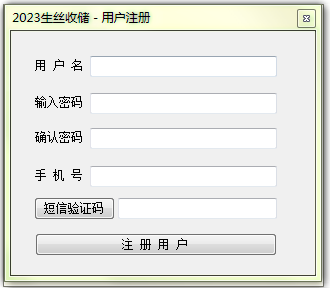 2023生丝收储 - 用户注册
用 户 名
输入密码
确认密码
手 机 号
短信验证码
注 册 用 户